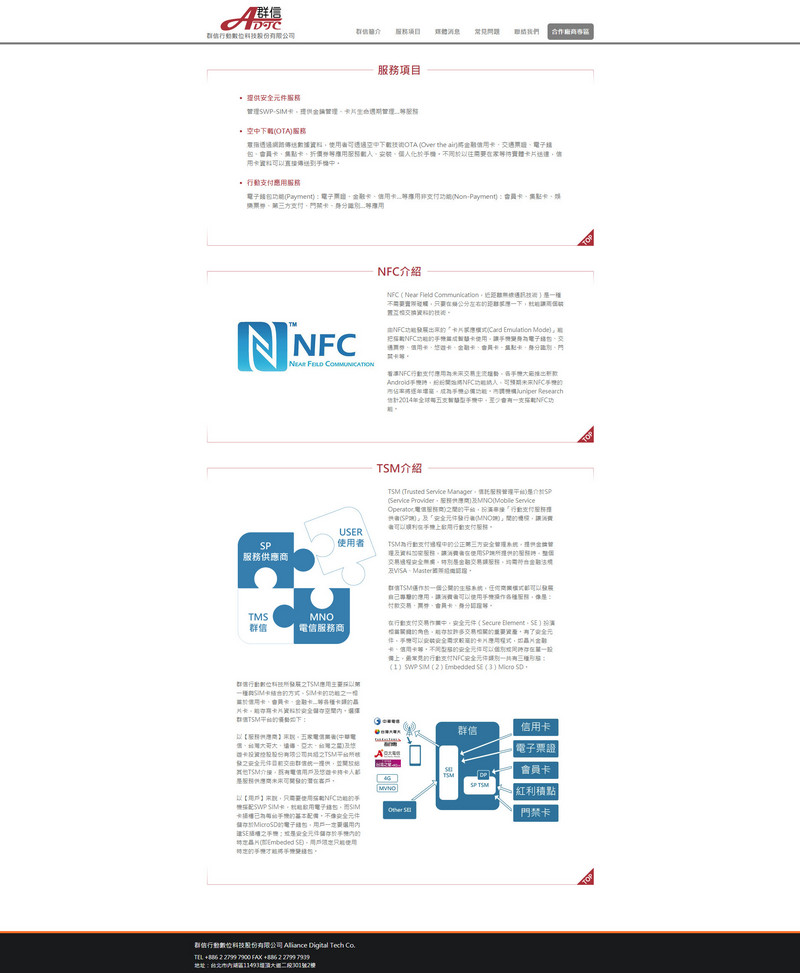 群信
ADTC
群信行動數位科技股份有限公司
群信簡介
服務項目
媒體消息
常見問題
聯絡我們
合作廠商專區
服務項目
提供安全元件服務
管理SWP-SIM卡，提供金鑰管理、卡片生命週期管理...等服務
空中下載(OTA)服務
意指透過網路傳送數據資料，使用者可透過空中下載技術OTA (Over the air)將金融信用卡、交通票證、電子錢
包、會員卡、集點卡、折價券等應用服務載入、安裝、個人化於手機。不同於以往需要在家等待實體卡片送達，信
用卡資料可以直接傳送到手機中。
行動支付應用服務
電子錢包功能(Payment)：電子票證、金融卡、信用卡...等應用非支付功能(Non-Payment)：會員卡、集點卡、娛
樂票券、第三方支付、門禁卡、身分識別...等應用
TOP
NFC介紹
NFC
TM
NEAR FEILD COMMUNICATION
NFC（Near Field Communication，近距離無線通訊技術）是一種
不需要實際碰觸，只要在幾公分左右的距離感應一下，就能讓兩個裝
置互相交換資料的技術。
由NFC功能發展出來的「卡片感應模式(Card Emulation Mode)」能
把搭載NFC功能的手機當成智慧卡使用，讓手機變身為電子錢包、交
通票券、信用卡、悠遊卡、金融卡、會員卡、集點卡、身分識別、門
禁卡等。
看準NFC行動支付應用為未來交易主流趨勢，各手機大廠推出新款
Android手機時，紛紛開始將NFC功能納入，可預期未來NFC手機的
市佔率將逐年增高，成為手機必備功能。市調機構Juniper Research
估計2014年全球每五支智慧型手機中，至少會有一支搭載NFC功
能。
TOP
TSM介紹
SP
服務供應商
USER
使用者
TMS
群信
MNO
電信服務商
TSM (Trusted Service Manager，信託服務管理平台)是介於SP
(Service Provider，服務供應商)及MNO(Mobile Service
Operator,電信服務商)之間的平台，扮演串接「行動支付服務提
供者(SP端)」及「安全元件發行者(MNO端)」間的橋樑，讓消費
者可以順利在手機上啟用行動支付服務。
TSM為行動支付過程中的公正第三方安全管理系統，提供金鑰管
理及資料加密服務，讓消費者在使用SP端所提供的服務時，整個
交易過程安全無虞，特別是金融交易類服務，均需符合金融法規
及VISA、Master國際組織認證。
群信TSM運作於一個公開的生態系統，任何商業模式都可以發展
自己專屬的應用，讓消費者可以使用手機操作各種服務，像是：
付款交易、票券、會員卡、身分認證等。
在行動支付交易作業中，安全元件（Secure Element，SE）扮演
相當關鍵的角色，能存放許多交易相關的重要資產。有了安全元
件，手機可以安裝安全需求較高的卡片應用程式，如晶片金融
卡、信用卡等。不同型態的安全元件可以個別或同時存在單一設
備上，最常見的行動支付NFC安全元件類別一共有三種形態：
（1） SWP SIM（2）Embedded SE（3）Micro SD。
群信行動數位科技所發展之TSM應用主要採以第
一種與SIM卡結合的方式，SIM卡的功能之一相
當於信用卡、會員卡、金融卡...等各種卡類的晶
片卡，能存兩卡片資料於安全儲存空間內。選擇
群信TSM平台的優勢如下：
以【服務供應商】來說，五家電信業者(中華電
信、台灣大哥大、遠傳、亞太、台灣之星)及悠
遊卡投資控股股份有限公司共組之TSM平台所核
發之安全元件目前交由群信統一提供，並開放給
其他TSM介接，既有電信用戶及悠遊卡持卡人都
是服務供應商未來可開發的潛在客戶。
以【用戶】來說，只需要使用搭載NFC功能的手
機搭配SWP SIM卡，就能啟用電子錢包，而SIM
卡插槽已為每台手機的基本配備。不像安全元件
儲存於MicroSD的電子錢包，用戶一定要選用內
建SE插槽之手機；或是安全元件儲存於手機內的
特定晶片(即Embeded SE)，用戶限定只能使用
特定的手機才能將手機變錢包。
中華電信
台灣大哥大
亞太電信
4G
MVNO
Other SEI
群信
SEI
TSM
DP
SP TSM
信用卡
電子票證
會員卡
紅利積點
門禁卡
TOP
群信行動數位科技股份有限公司 Alliance Digital Tech Co.
TEL +886 2 2799 7900 FAX +886 2 2799 7939
地址：台北市內湖區11493堤頂大道二段301號2樓